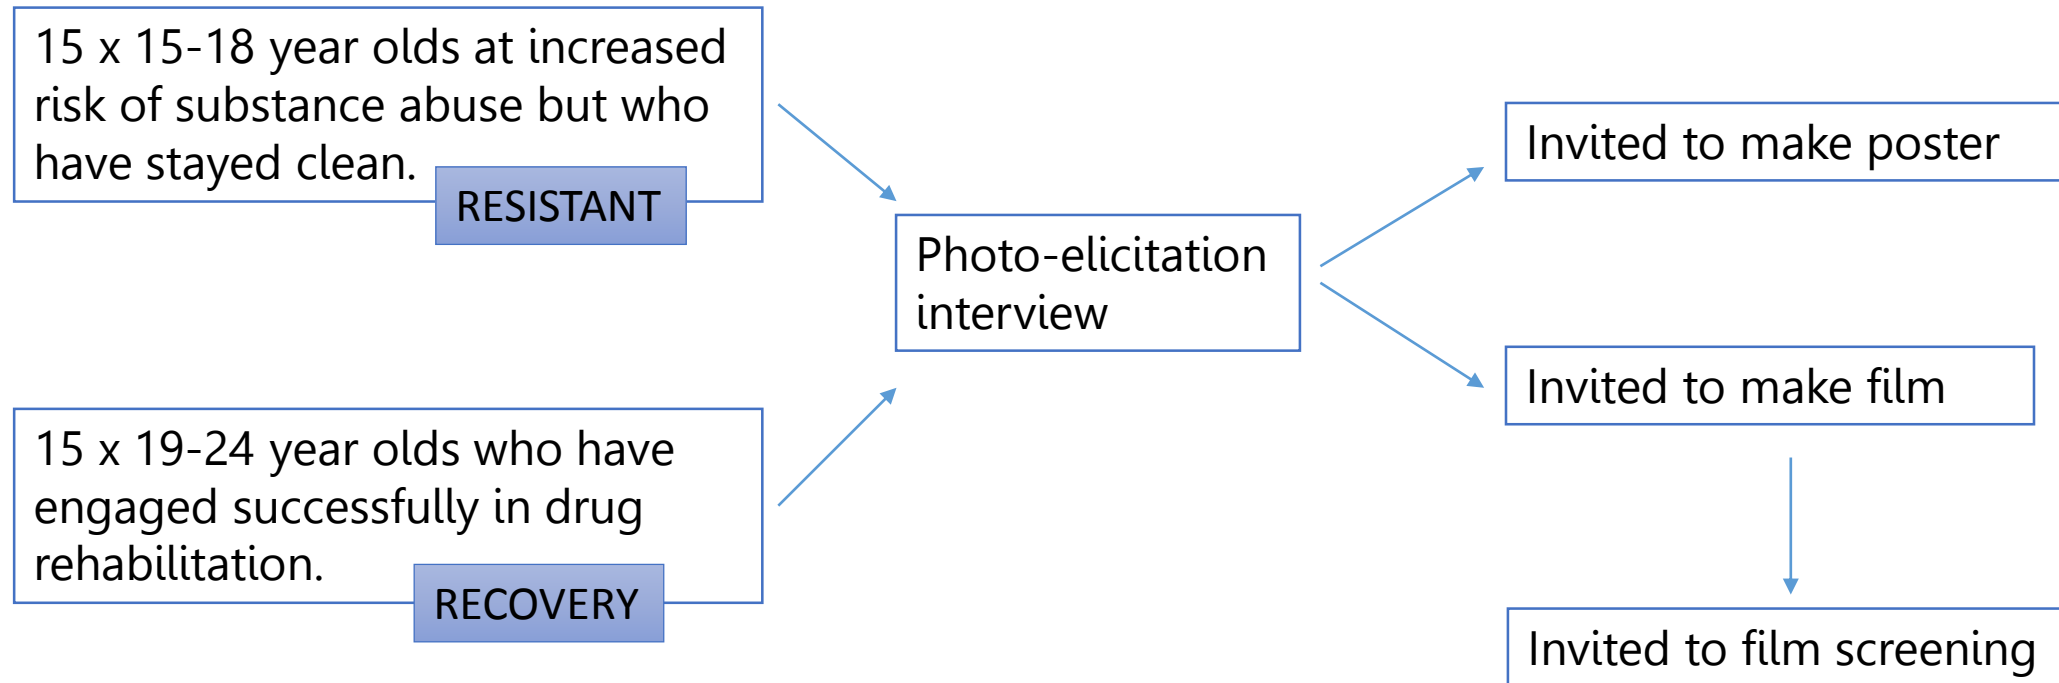 15 x 15-18 year olds at increased
risk of substance abuse but who
have stayed clean.
RESISTANT
15 x 19-24 year olds who have
engaged successfully in drug
rehabilitation.
RECOVERY
Photo-elicitation
interview
Invited to make poster
Invited to make film
Invited to film screening